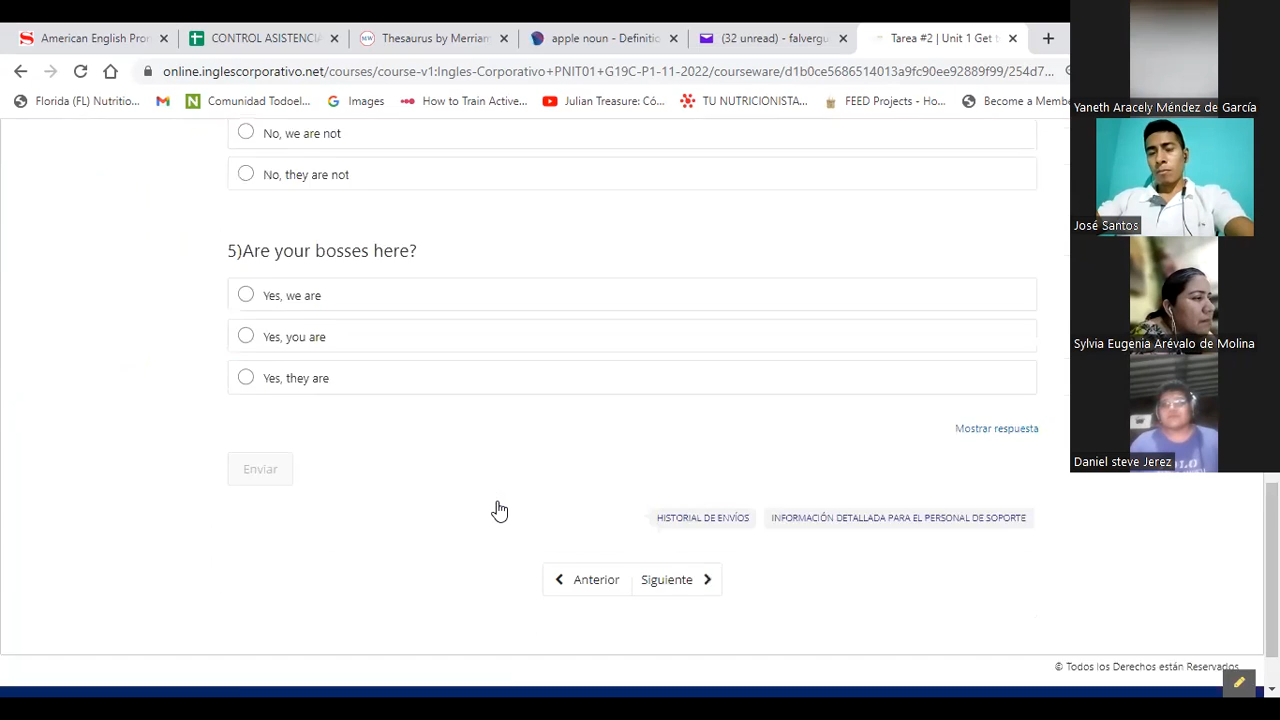 American English Pro
CONTROL ASISTENCIA
Thesaurus by Merriam
apple noun - Definitio
(32 unread) - falvergu
Tarea #2 | Unit 1 Get t
online.inglescorporativo.net/courses/course-v1:Ingles-Corporativo+PNIT01+G19C-P1-11-2022/courseware/d1b0ce5686514013a9fc90ee92889f99/254d7...
Florida (FL) Nutritio...
Comunidad Todoel...
Images
How to Train Active...
Julian Treasure: Có...
TU NUTRICIONISTA...
FEED Projects - Ho...
Become a Membe
No, we are not
No, they are not
5)Are your bosses here?
Yes, we are
Yes, you are
Yes, they are
Mostrar respuesta
Envíar
HISTORIAL DE ENVÍOS
INFORMACIÓN DETALLADA PARA EL PERSONAL DE SOPORTE
Anterior
Siguiente
© Todos los Derechos están Reservados
Yaneth Aracely Méndez de García
José Santos
Sylvia Eugenia Arévalo de Molina
Daniel steve Jerez